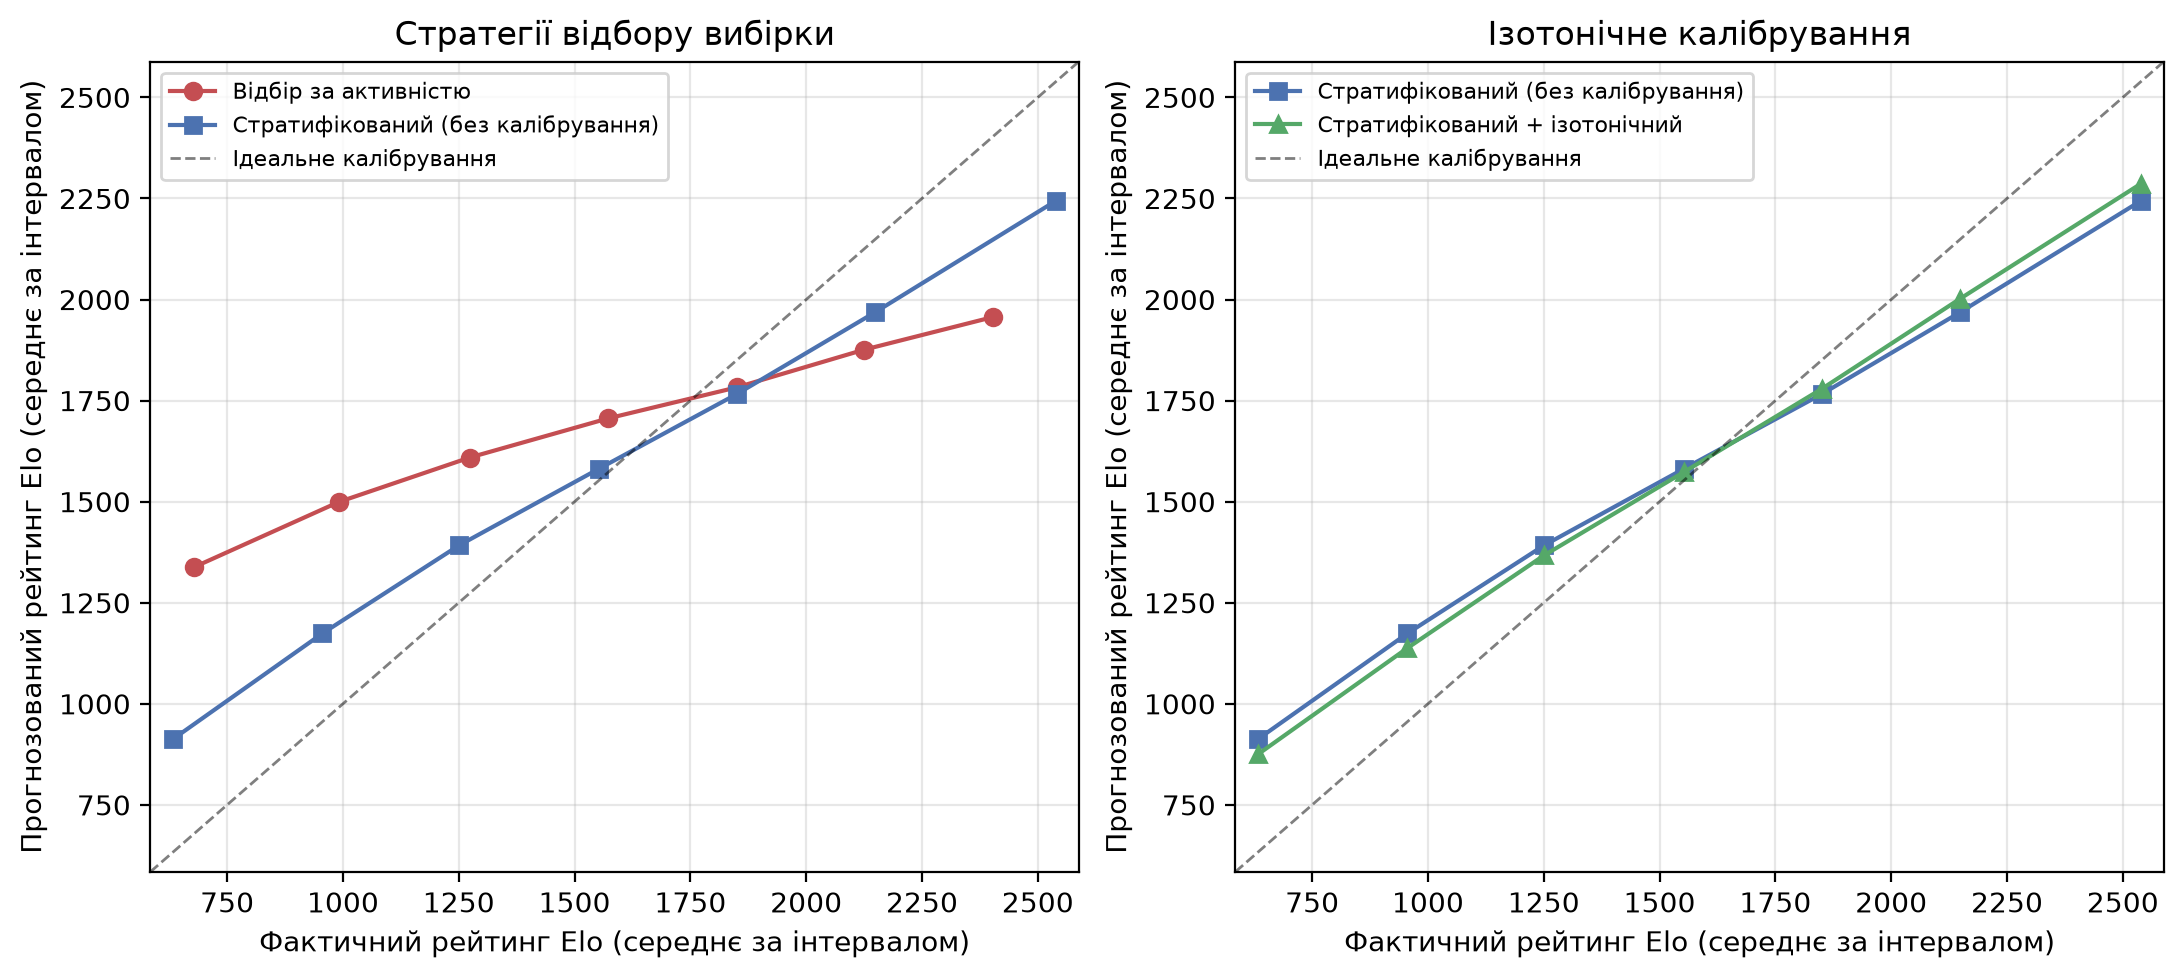 Стратегії відбору вибірки
Відбір за активністю
Стратифікований (без калібрування)
Ідеальне калібрування
Прогнозований рейтинг Elo (середнє за інтервалом)
2500
2250
2000
1750
1500
1250
1000
750
750 1000 1250 1500 1750 2000 2250 2500
Фактичний рейтинг Elo (середнє за інтервалом)
Ізотонічне калібрування
Стратифікований (без калібрування)
Стратифікований + ізотонічний
Ідеальне калібрування
Прогнозований рейтинг Elo (середнє за інтервалом)
2500
2250
2000
1750
1500
1250
1000
750
750 1000 1250 1500 1750 2000 2250 2500
Фактичний рейтинг Elo (середнє за інтервалом)